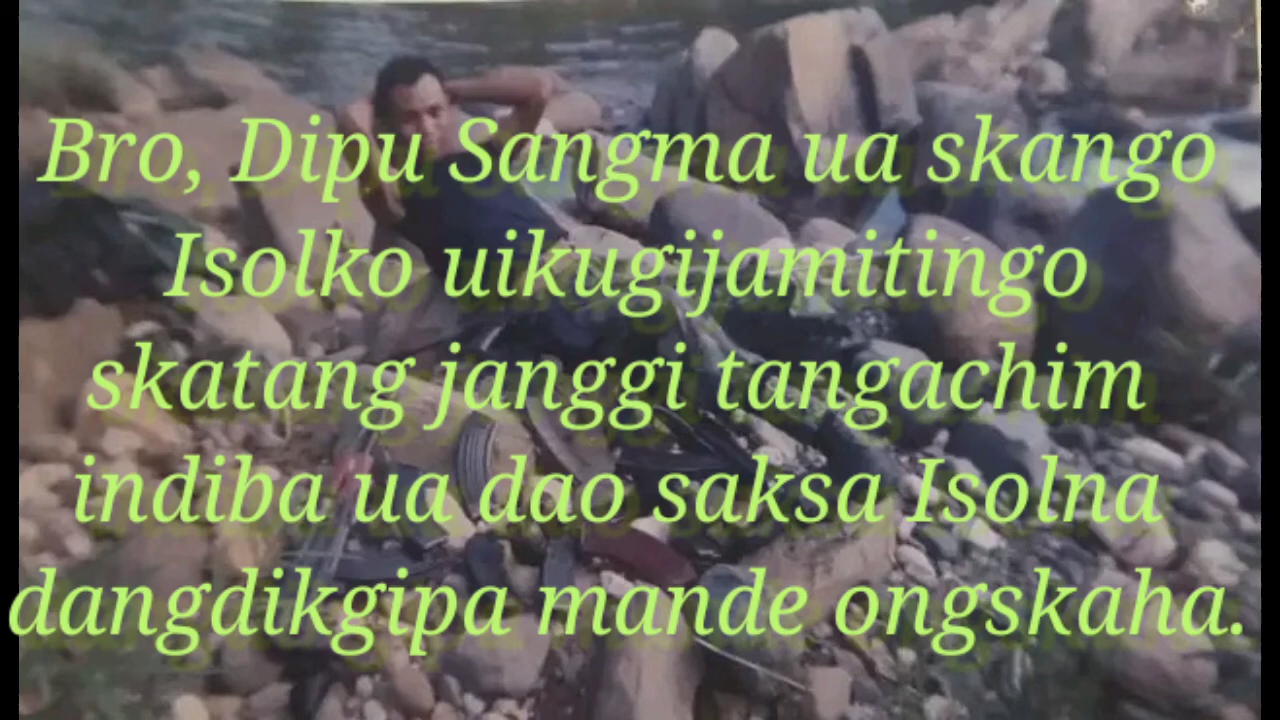 Bro, Dipu Sangma ua skango
Isolko uikugijamitingo
skatang janggi tangachim
indiba ua dao saksa Isolna
dangdikgipa mande ongskaha.